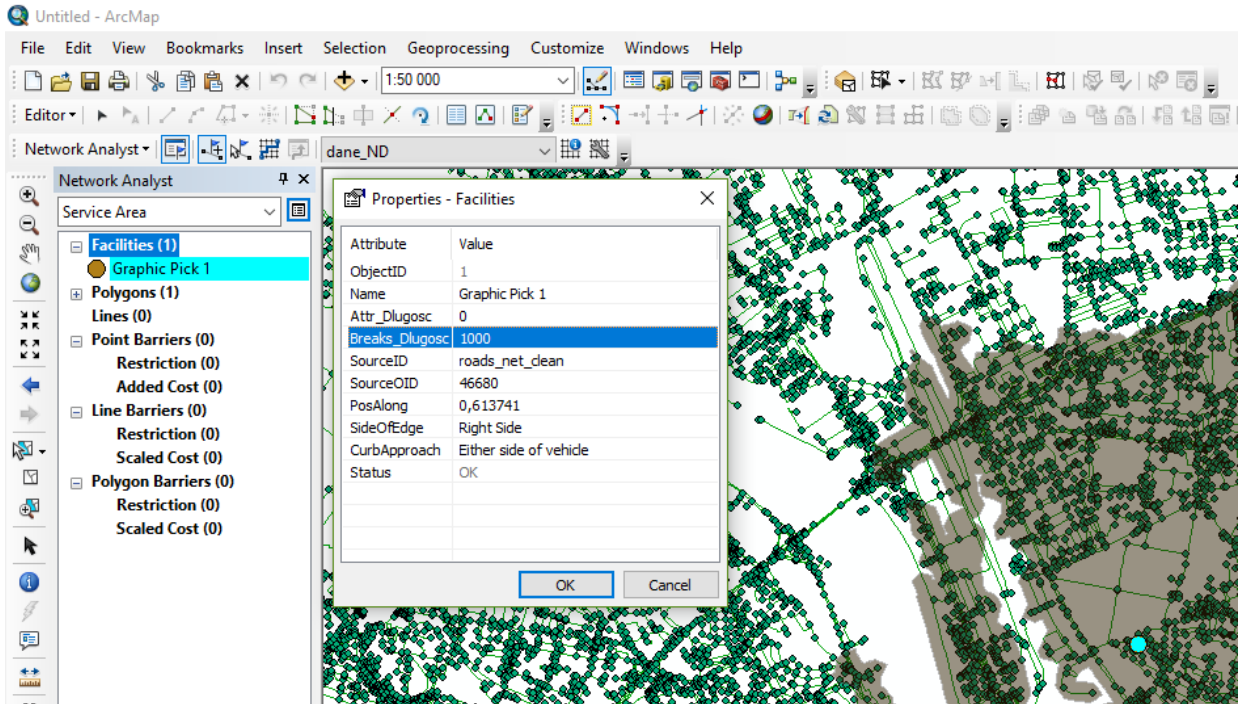 Untitled - ArcMap
File Edit View Bookmarks Insert Selection Geoprocessing Customize Windows Help
1:50 000
Editor
Network Analyst dane_ND
Network Analyst
Service Area
Facilities (1)
Graphic Pick 1
Polygons (1)
Lines (0)
Point Barriers (0)
Restriction (0)
Added Cost (0)
Line Barriers (0)
Restriction (0)
Scaled Cost (0)
Polygon Barriers (0)
Restriction (0)
Scaled Cost (0)
Properties - Facilities
Attribute Value
ObjectID 1
Name Graphic Pick 1
Attr_Dlugosc 0
Breaks_Dlugosc 1000
SourceID roads_net_clean
SourceOID 46680
PosAlong 0,613741
SideOfEdge Right Side
CurbApproach Either side of vehicle
Status OK
OK Cancel